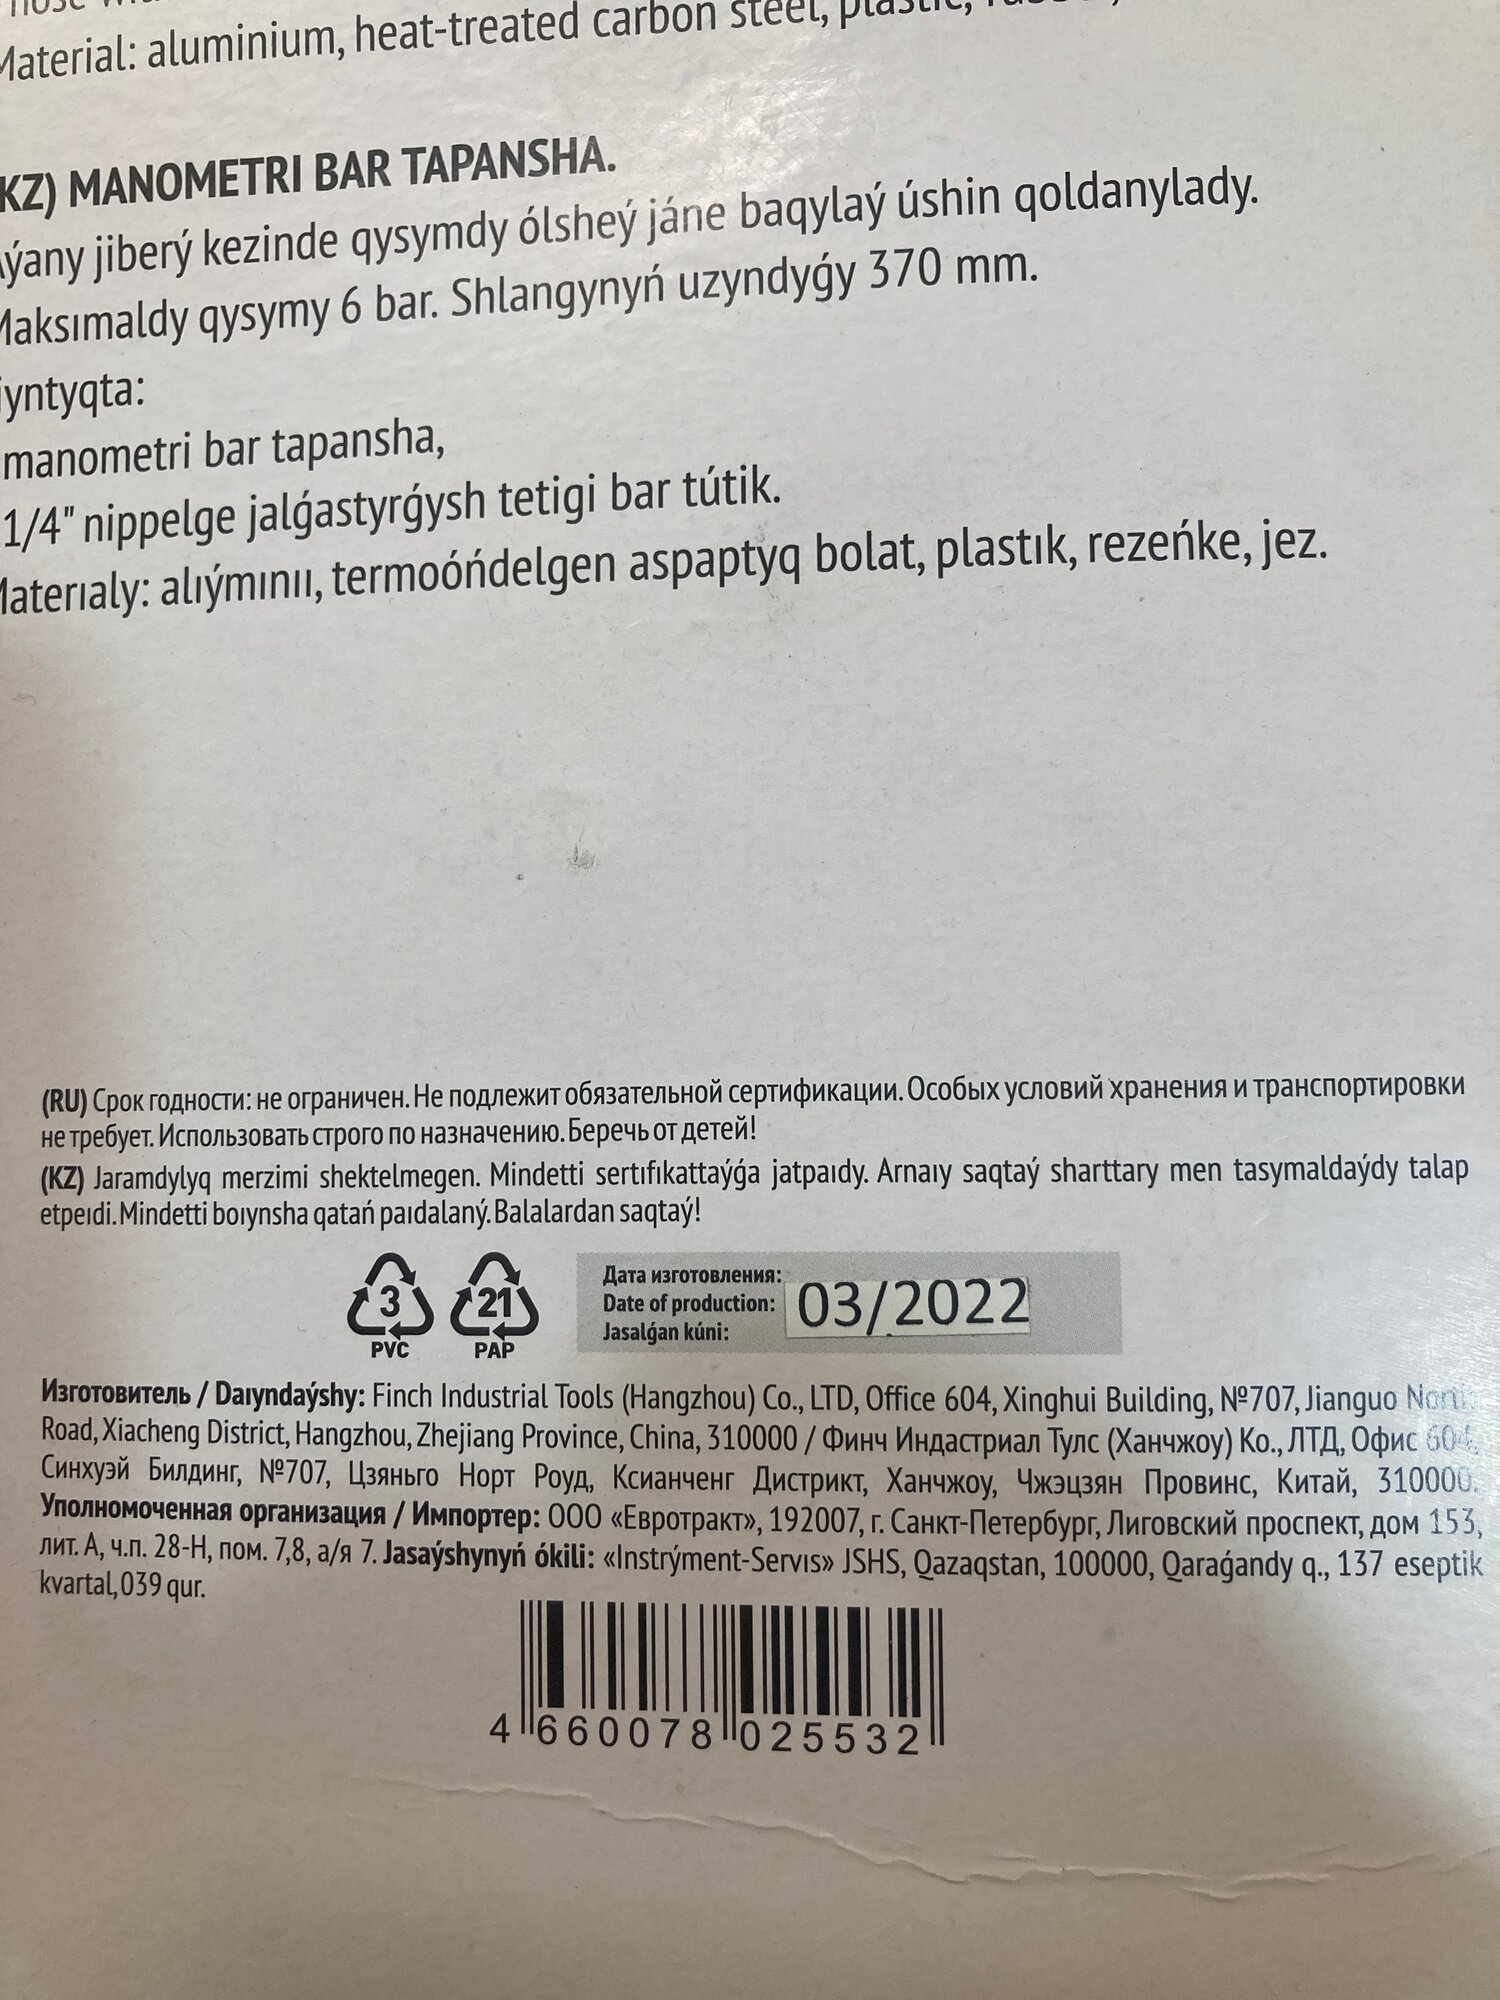 Material: aluminium, heat-treated carbon steel, plastic,
KZ) MANOMETRI BAR TAPANSHA.
jiberý kezinde qysymdy ólsheý jáne baqylaý úshin qoldanylady.
Maksımaldy qysymy 6 bar. Shlangynyń uzyndyǵy 370 mm.
manometri bar tapansha,
1/4" nippelge jalǵastyrǵysh tetigi bar tútik.
Materıaly: alıýmınıı, termoóńdelgen aspaptyq bolat, plastık, rezeńke, jez.
(RU) Срок годности: не ограничен. Не подлежит обязательной сертификации. Особых условий хранения и транспортировки
не требует. Использовать строго по назначению. Беречь от детей!
(KZ) Jaramdylyq merzimi shektelmegen. Mindetti sertıfıkattaýǵa jatpaıdy. Arnaıy saqtaý sharttary men tasymaldaýdy talap
etpeıdi. Mindetti boıynsha qatań paıdalaný. Balalardan saqtaý!
3 21
PVC PAP
Дата изготовления:
Date of production: 03/2022
Jasalǵan kúni:
Изготовитель / Daıyndaýshy: Finch Industrial Tools (Hangzhou) Co., LTD, Office 604, Xinghui Building, №707, Jianguo North
Road, Xiacheng District, Hangzhou, Zhejiang Province, China, 310000 / Финч Индастриал Тулс (Ханчжоу) Ко., ЛТД, Офис 604,
Синхуэй Билдинг, №707, Цзяньго Норт Роуд, Ксианченг Дистрикт, Ханчжоу, Чжэцзян Провинс, Китай, 310000.
Уполномоченная организация / Импортер: ООО «Евротракт», 192007, г. Санкт-Петербург, Лиговский проспект, дом 153,
лит. А, ч.п. 28-Н, пом. 7,8, а/я 7. Jasaýshynyń ókili: «Instrýment-Servıs» JSHS, Qazaqstan, 100000, Qaraǵandy q., 137 eseptik
kvartal, 039 qur.
4 660078 025532